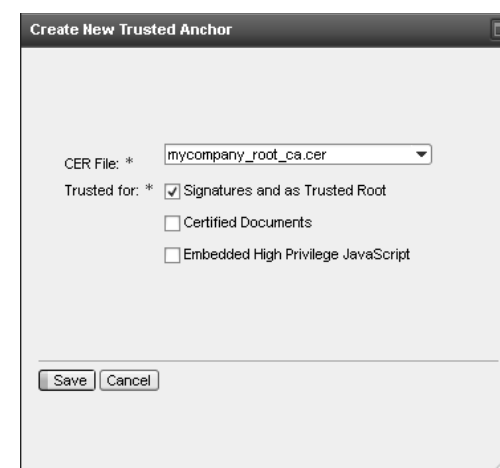 Create New Trusted Anchor
CER File: * mycompany_root_ca.cer
Trusted for: * Signatures and as Trusted Root
Certified Documents
Embedded High Privilege JavaScript
Save Cancel